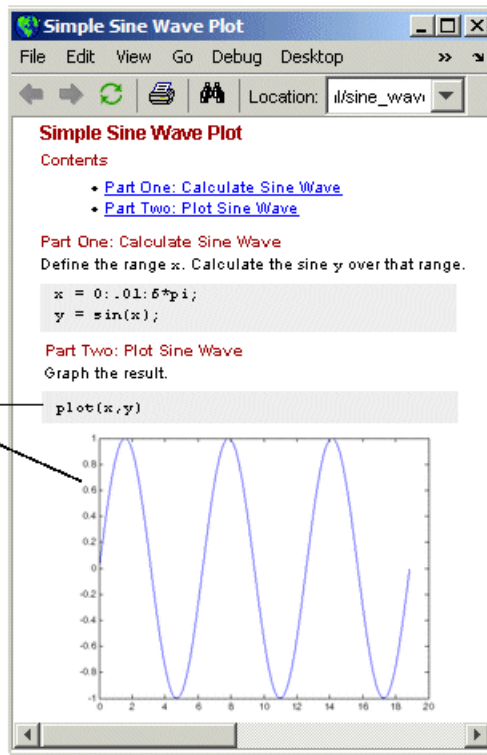 Simple Sine Wave Plot
File Edit View Go Debug Desktop »
Location: ul/sine_wav
Simple Sine Wave Plot
Contents
• Part One: Calculate Sine Wave
• Part Two: Plot Sine Wave
Part One: Calculate Sine Wave
Define the range x. Calculate the sine y over that range.
x = 0:.01:6*pi;
y = sin(x);
Part Two: Plot Sine Wave
Graph the result.
plot(x,y)
1
0.8
0.6
0.4
0.2
0
-0.2
-0.4
-0.6
-0.8
-1
0 2 4 6 8 10 12 14 16 18 20